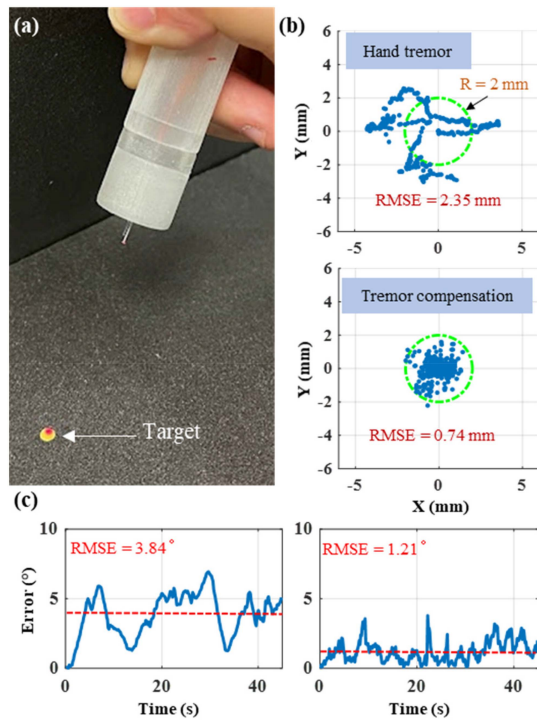 (a)
Target
(b)
Hand tremor
R = 2 mm
6
4
2
0
-2
-4
-6
Y (mm)
RMSE = 2.35 mm
-5
0
5
Tremor compensation
6
4
2
0
-2
-4
-6
Y (mm)
RMSE = 0.74 mm
-5
0
5
X (mm)
(c)
10
5
0
Error (°)
RMSE = 3.84°
0
20
40
Time (s)
10
5
0
RMSE = 1.21°
0
20
40
Time (s)